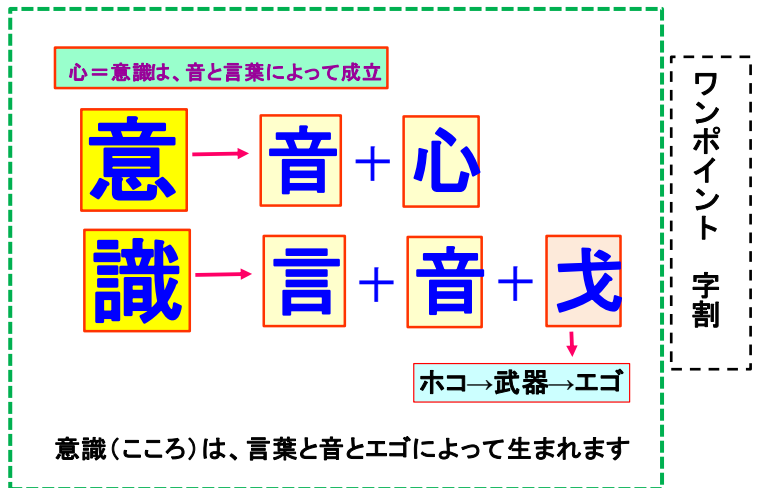 心＝意識は、音と言葉によって成立
意→音＋心
識→言＋音＋戈
ホコ→武器→エゴ
意識（こころ）は、言葉と音とエゴによって生まれます
ワンポイント　字割